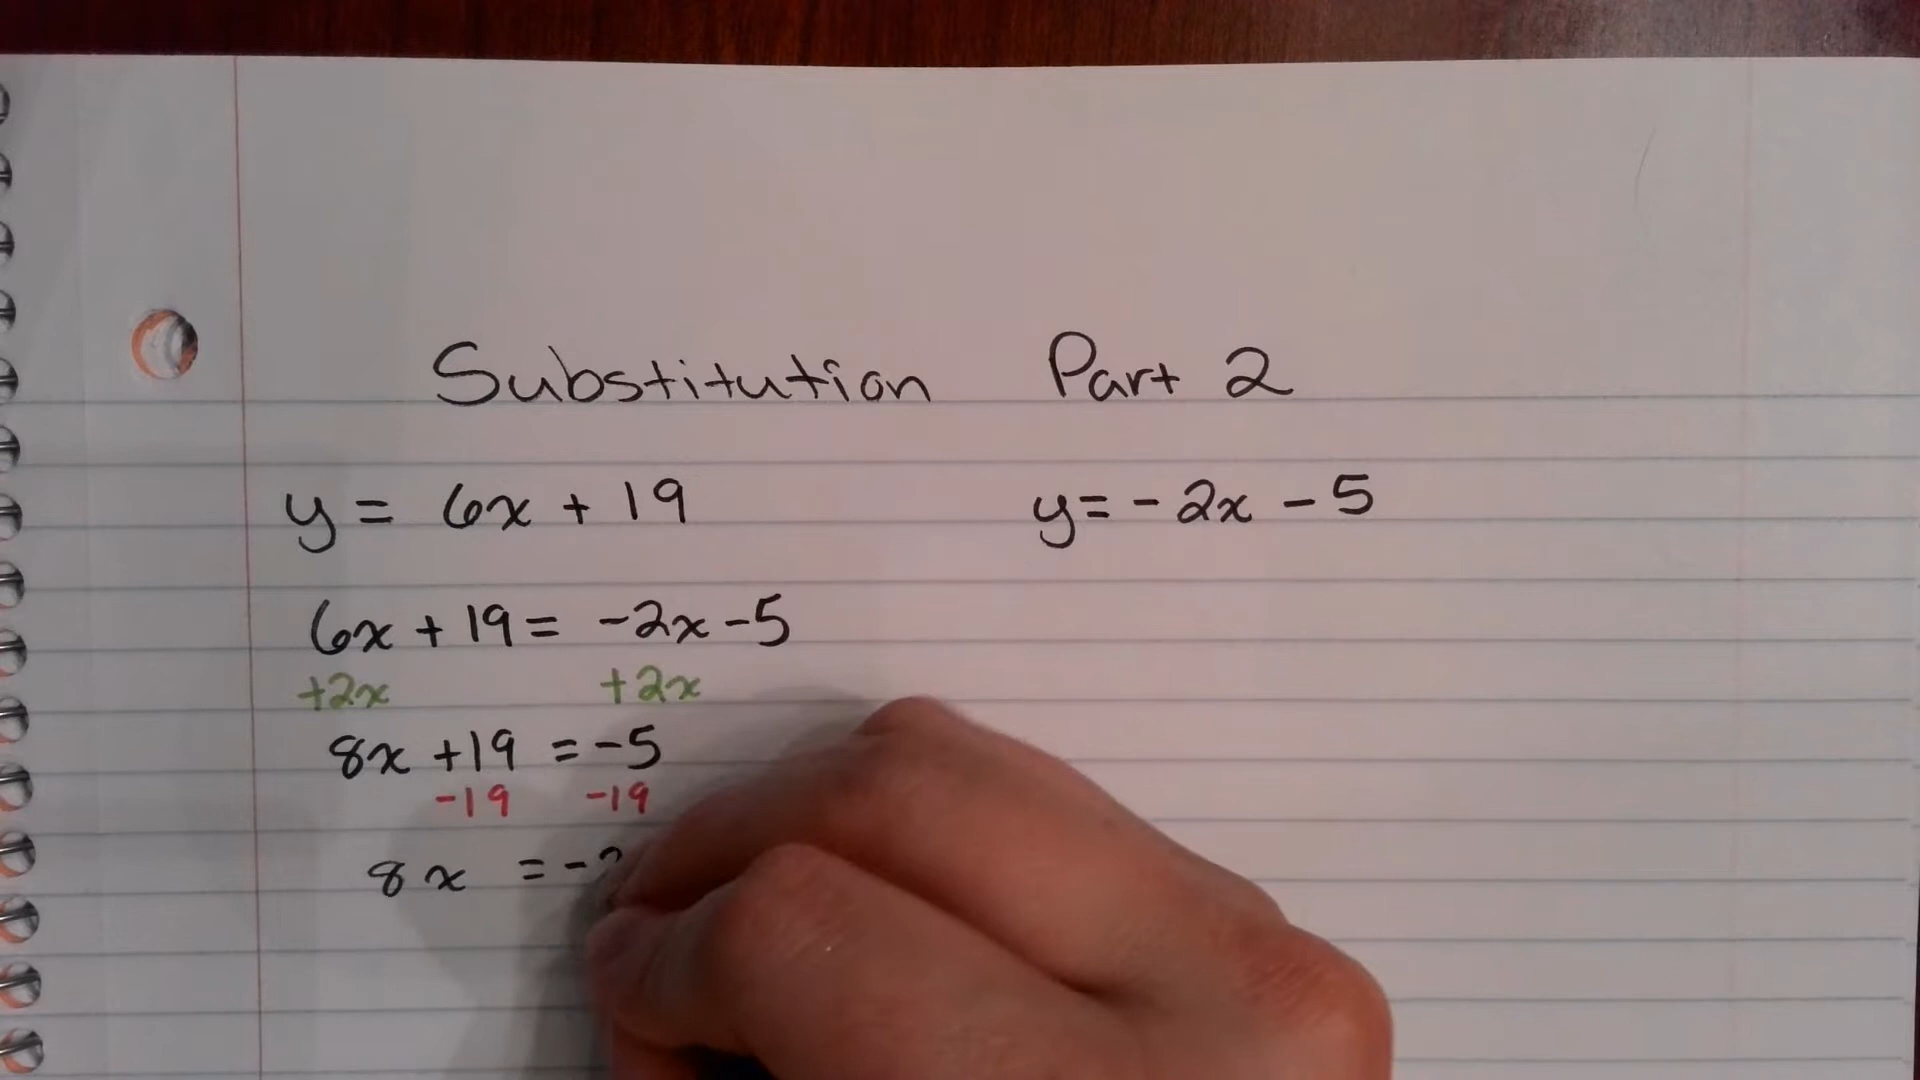 Substitution Part 2
y = 6x + 19 y = -2x - 5
6x + 19 = -2x - 5
+2x +2x
8x + 19 = -5
-19 -19
8x = -2